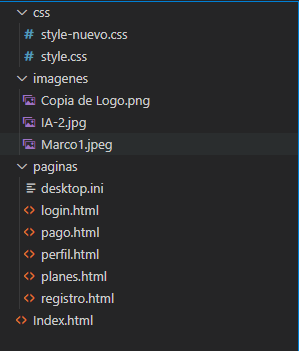 css
style-nuevo.css
style.css
imagenes
Copia de Logo.png
IA-2.jpg
Marco1.jpeg
paginas
desktop.ini
login.html
pago.html
perfil.html
planes.html
registro.html
Index.html